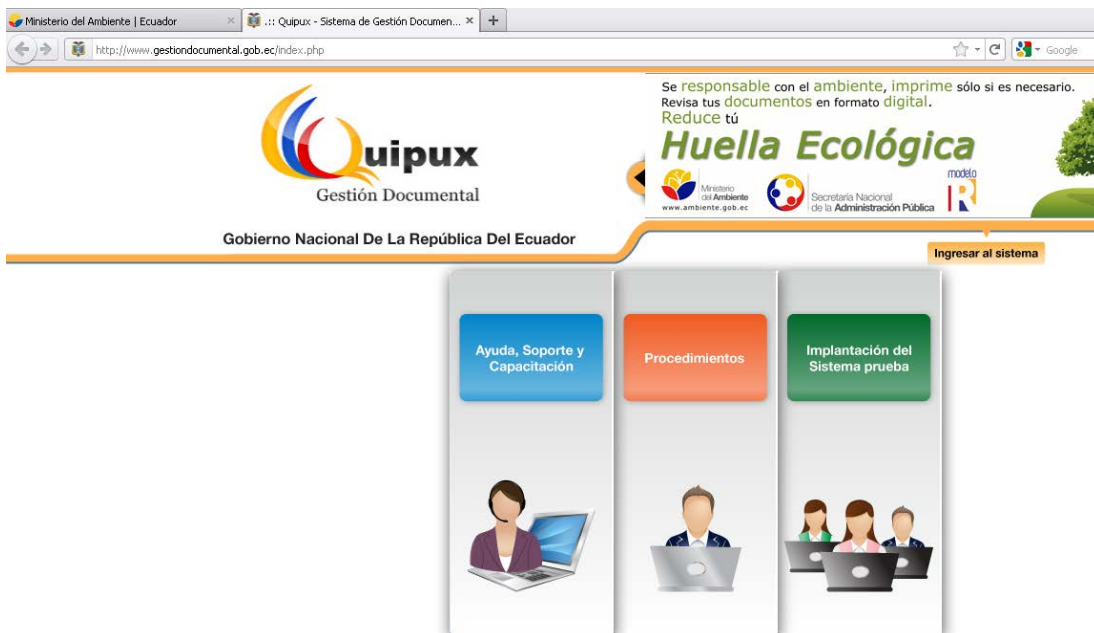 Ministerio del Ambiente | Ecuador
.:: Quipux - Sistema de Gestión Documen...
http://www.gestiondocumental.gob.ec/index.php
Google
Quipux
Gestión Documental
Gobierno Nacional De La República Del Ecuador
Se responsable con el ambiente, imprime sólo si es necesario.
Revisa tus documentos en formato digital.
Reduce tú
Huella Ecológica
Ministerio
del Ambiente
www.ambiente.gob.ec
Secretaría Nacional
de la Administración Pública
modelo
R
Ingresar al sistema
Ayuda, Soporte y
Capacitación
Procedimientos
Implantación del
Sistema prueba